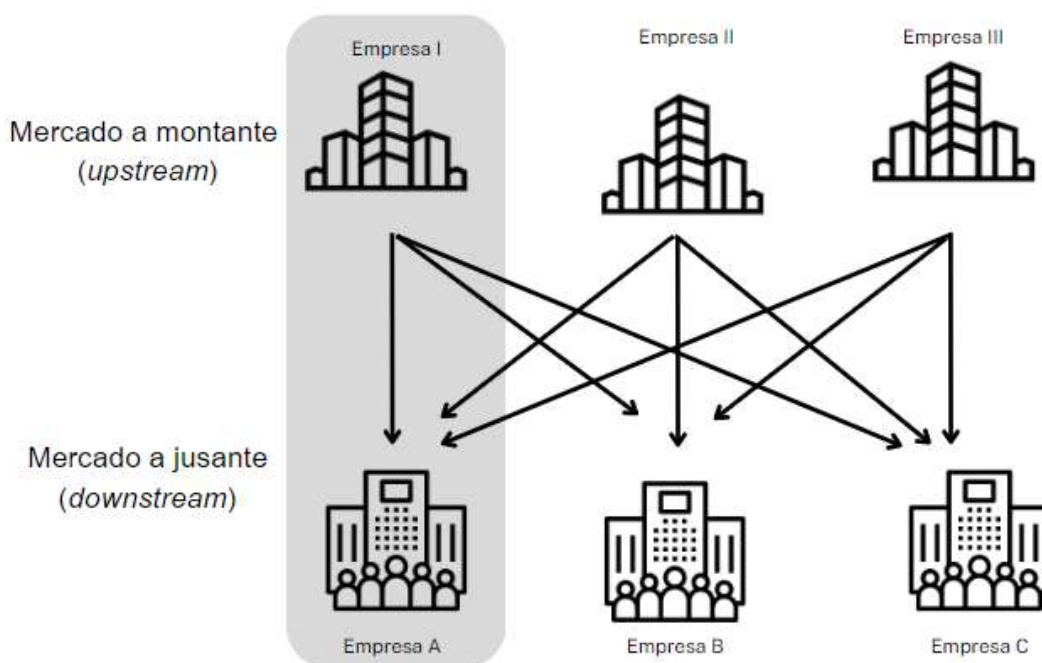 Empresa I
Empresa II
Empresa III
Mercado a montante
(upstream)
Mercado a jusante
(downstream)
Empresa A
Empresa B
Empresa C